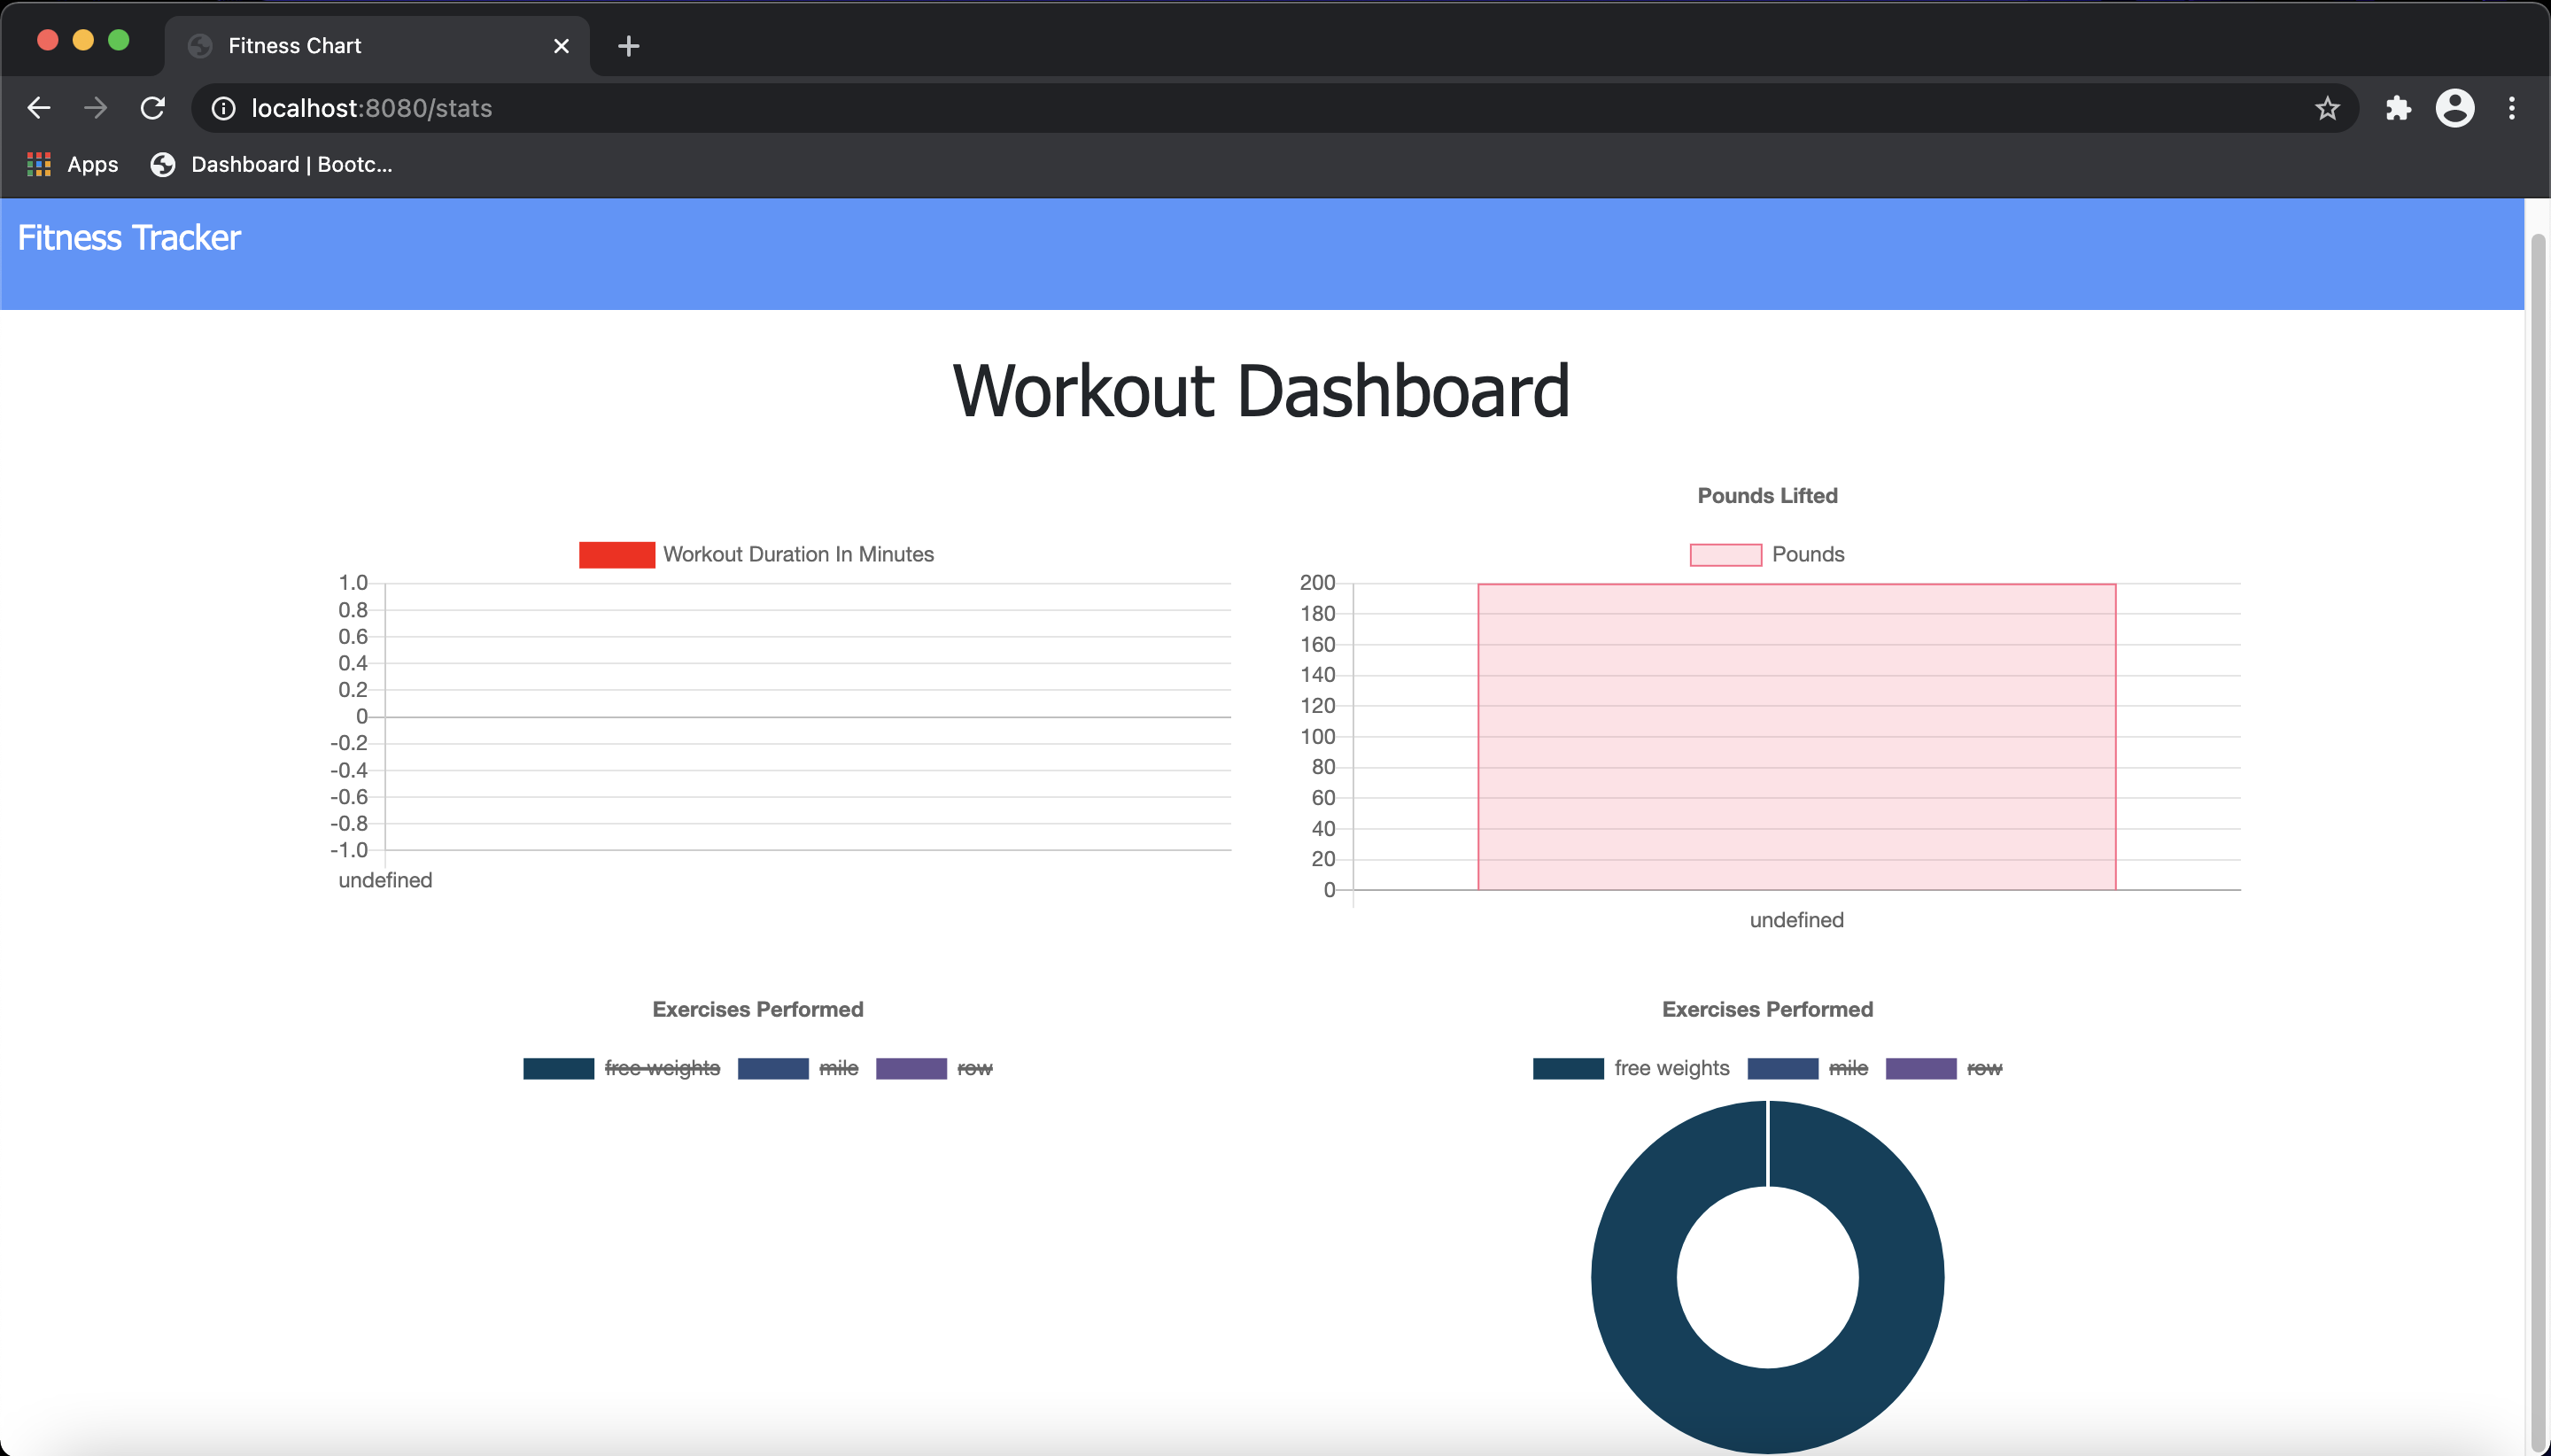 Fitness Chart
localhost:8080/stats
Apps
Dashboard | Bootc...
Fitness Tracker
Workout Dashboard
Workout Duration In Minutes
1.0
0.8
0.6
0.4
0.2
0
-0.2
-0.4
-0.6
-0.8
-1.0
undefined
Pounds Lifted
Pounds
200
180
160
140
120
100
80
60
40
20
0
undefined
Exercises Performed
free weights mile row
Exercises Performed
free weights mile row